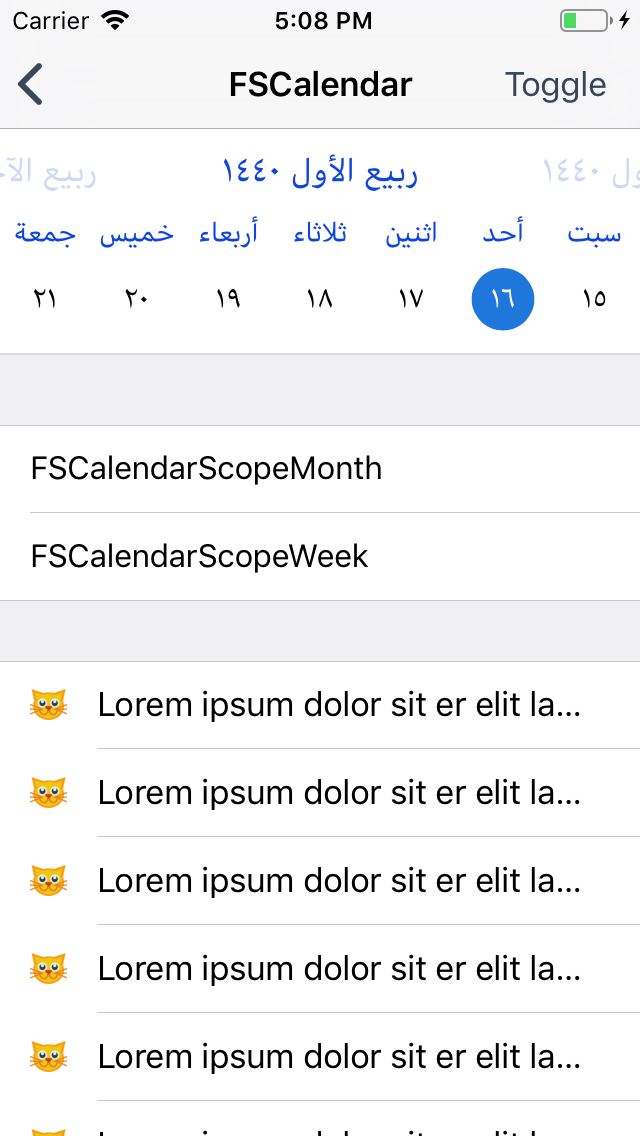 Carrier 5:08 PM
FSCalendar Toggle
ول ١٤٤٠ ربيع الأول ١٤٤٠ ربيع الآ
سبت أحد اثنين ثلاثاء أربعاء خميس جمعة
١٥ ١٦ ١٧ ١٨ ١٩ ٢٠ ٢١
FSCalendarScopeMonth
FSCalendarScopeWeek
Lorem ipsum dolor sit er elit la...
Lorem ipsum dolor sit er elit la...
Lorem ipsum dolor sit er elit la...
Lorem ipsum dolor sit er elit la...
Lorem ipsum dolor sit er elit la...